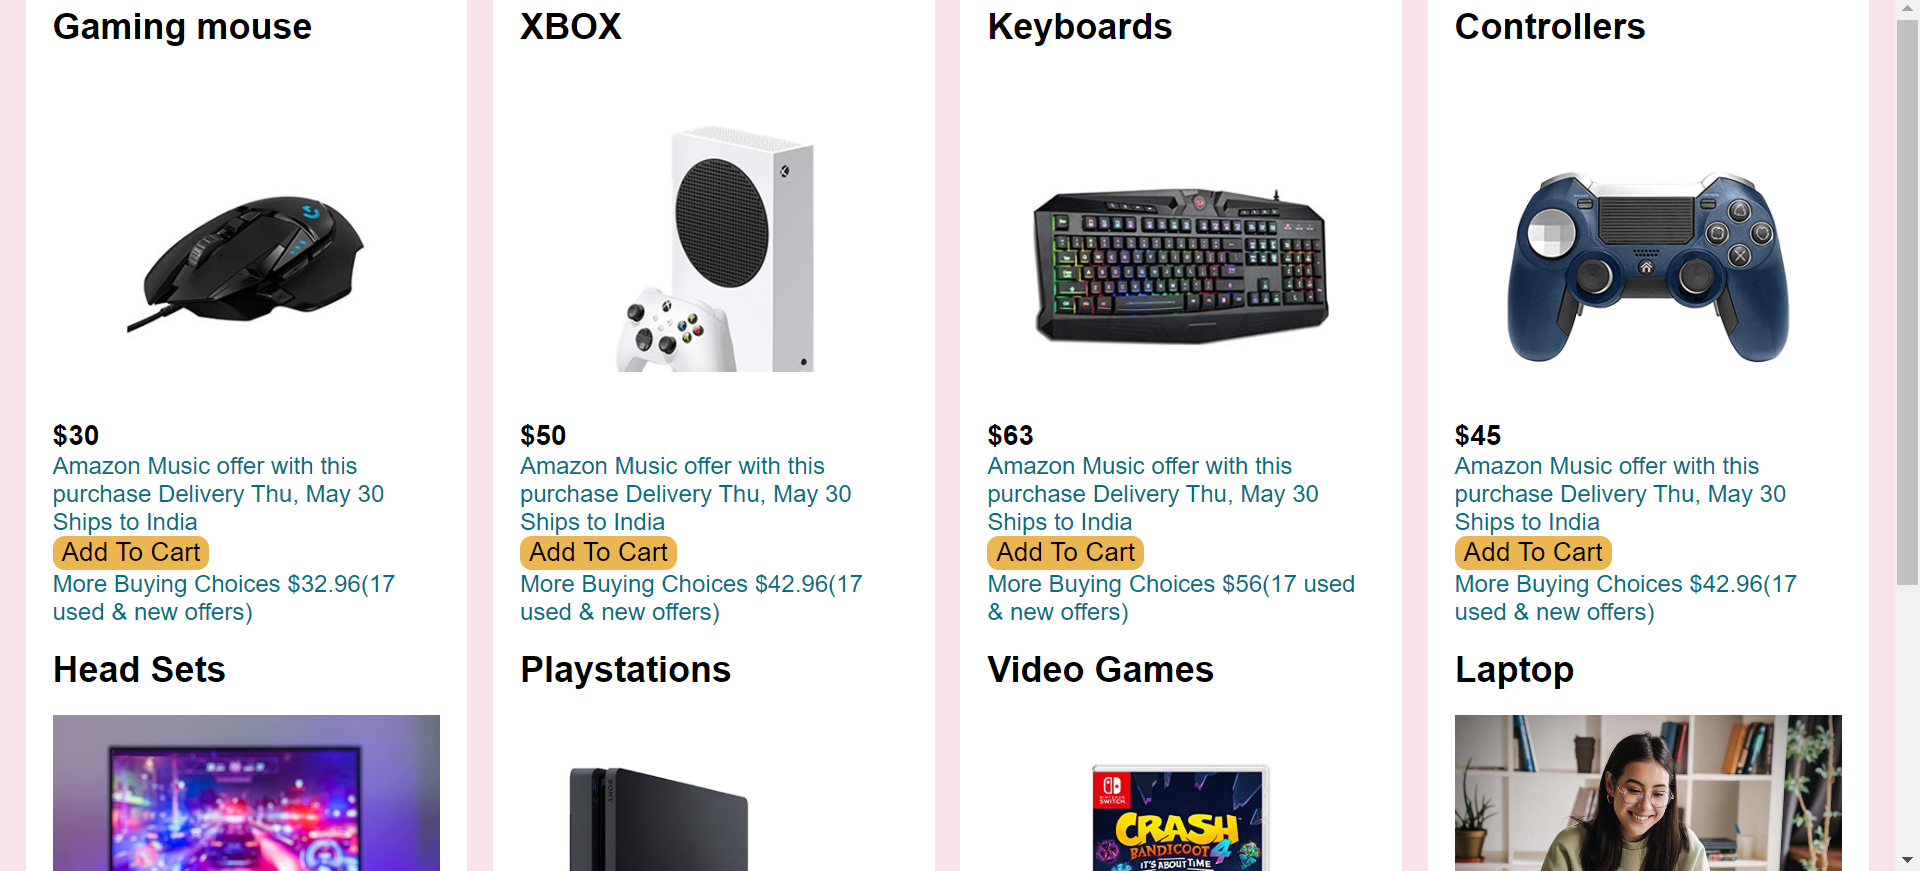 Gaming mouse
XBOX
Keyboards
Controllers
$30
Amazon Music offer with this
purchase Delivery Thu, May 30
Ships to India
Add To Cart
More Buying Choices $32.96(17
used & new offers)
$50
Amazon Music offer with this
purchase Delivery Thu, May 30
Ships to India
Add To Cart
More Buying Choices $42.96(17
used & new offers)
$63
Amazon Music offer with this
purchase Delivery Thu, May 30
Ships to India
Add To Cart
More Buying Choices $56(17 used
& new offers)
$45
Amazon Music offer with this
purchase Delivery Thu, May 30
Ships to India
Add To Cart
More Buying Choices $42.96(17
used & new offers)
Head Sets
Playstations
Video Games
Laptop
SONY
NINTENDO
SWITCH
CRASH
BANDICOOT 4
IT'S ABOUT TIME